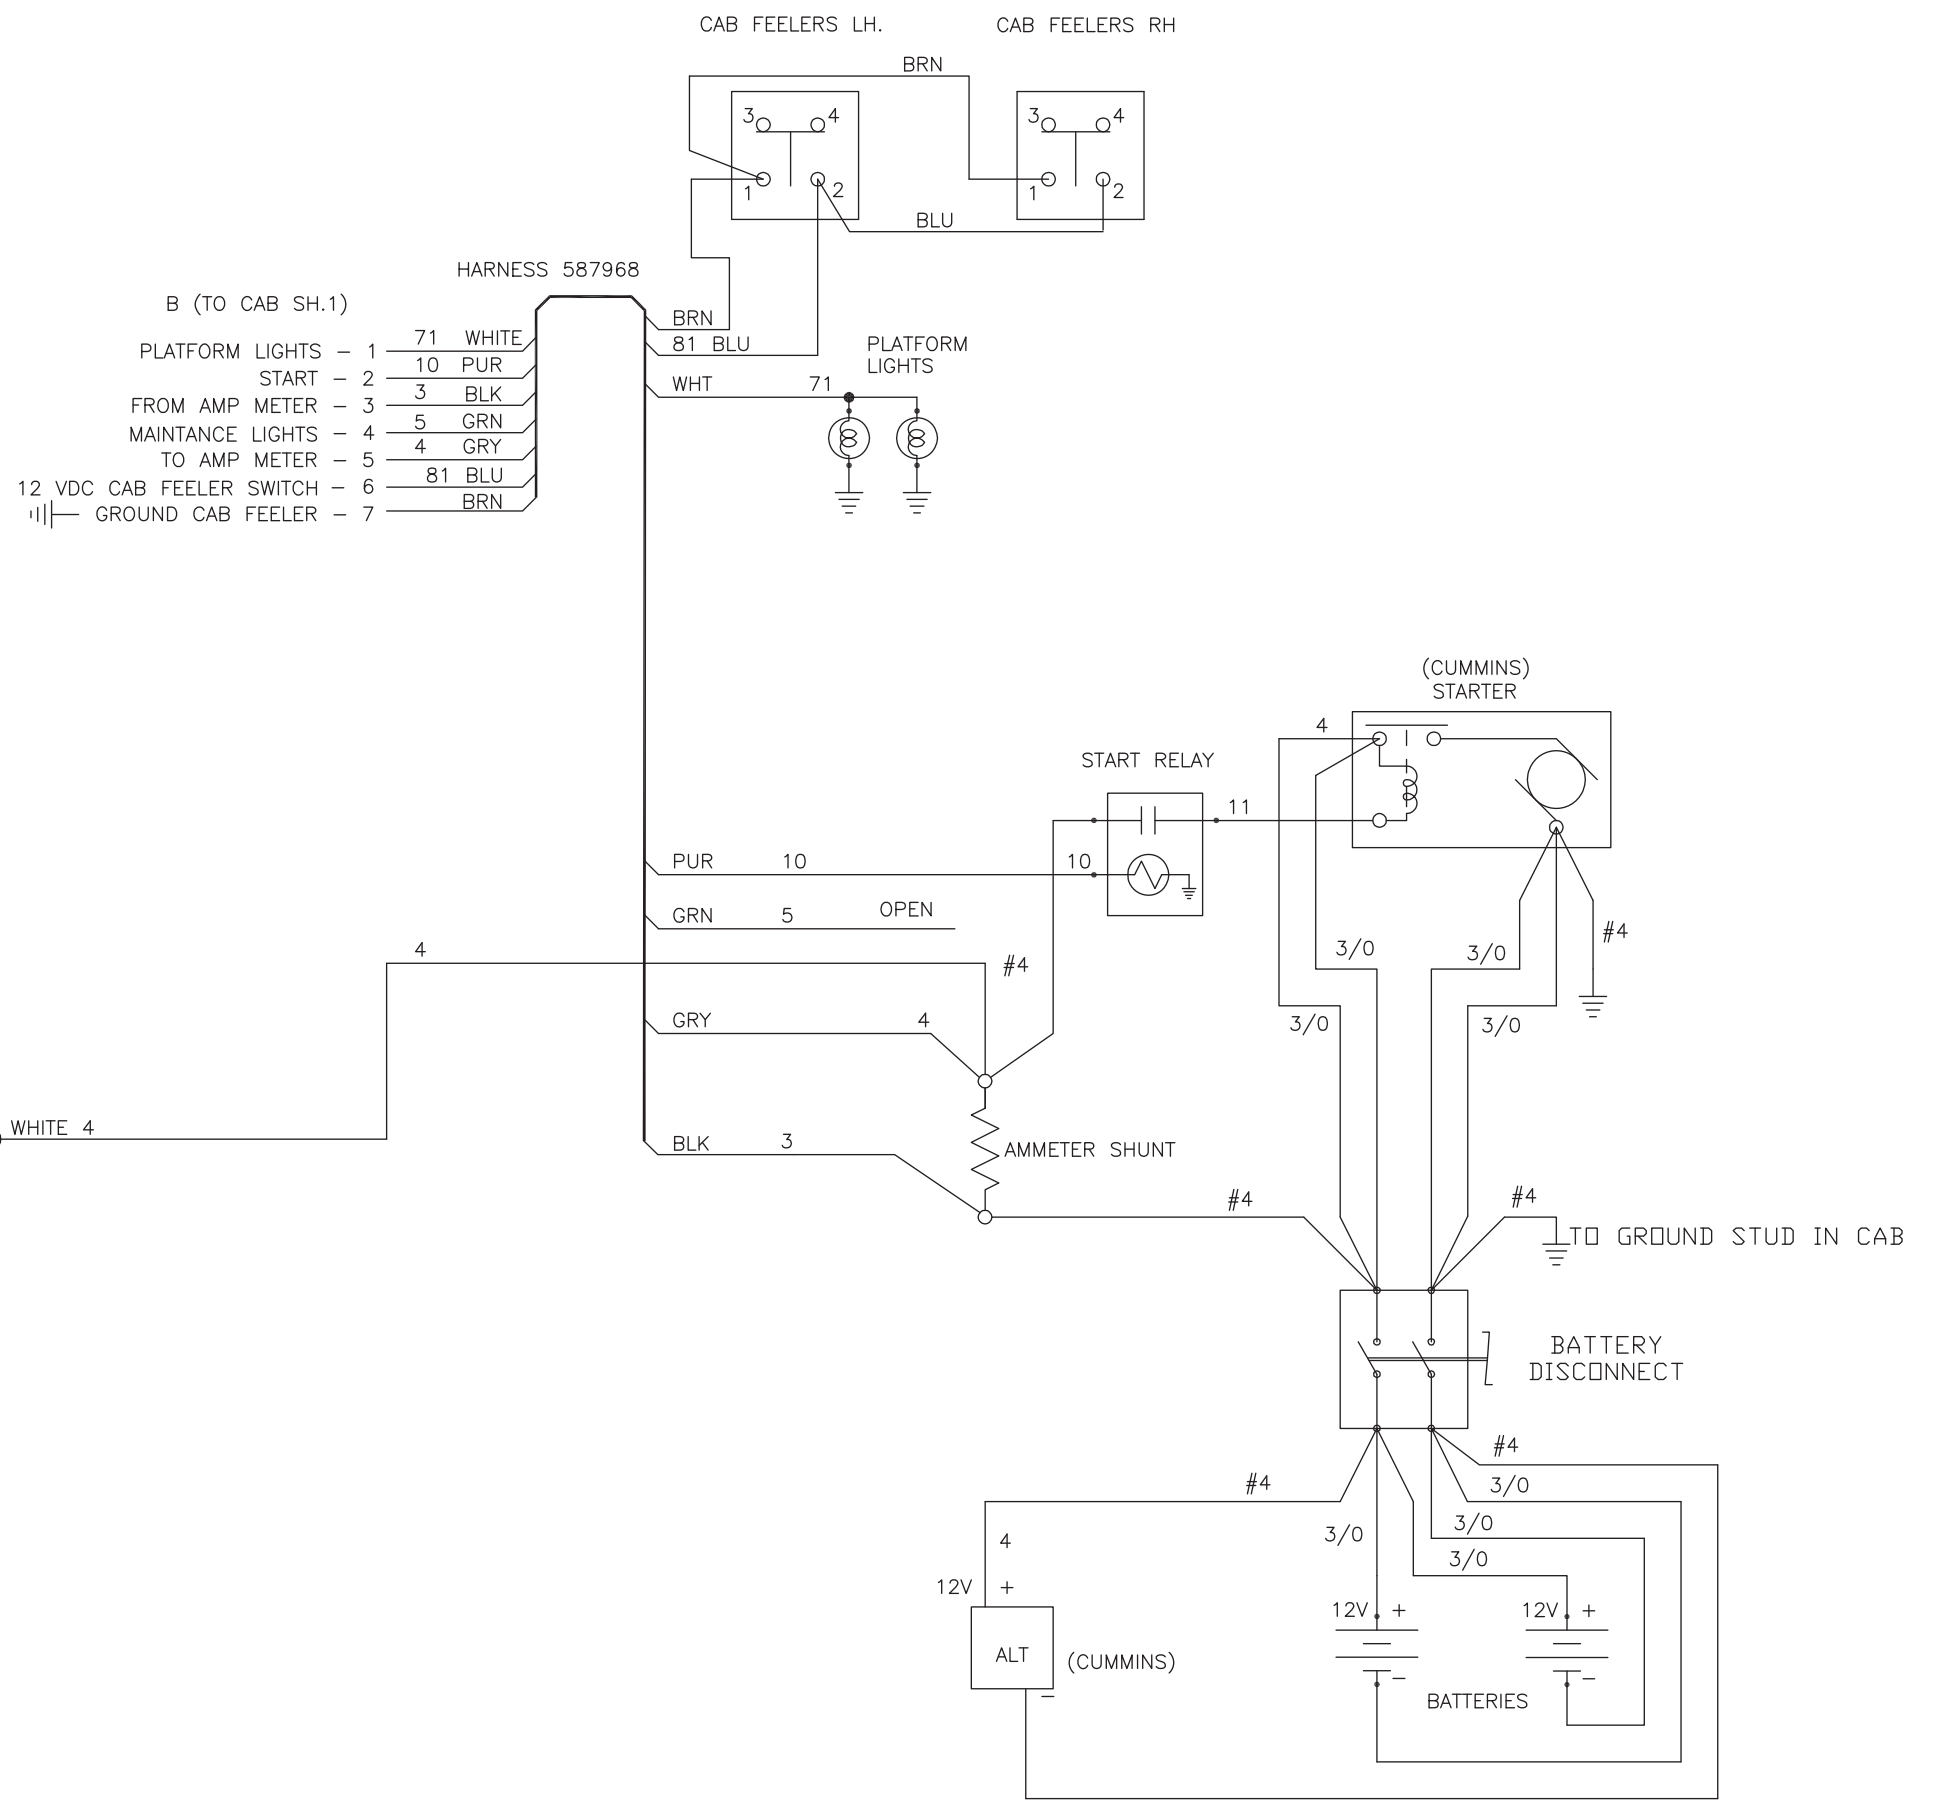 CAB FEELERS LH.
CAB FEELERS RH
BRN
3
4
3
4
1
2
1
2
BLU
HARNESS 587968
B (TO CAB SH.1)
PLATFORM LIGHTS - 1
71 WHITE
START - 2
10 PUR
FROM AMP METER - 3
3 BLK
MAINTANCE LIGHTS - 4
5 GRN
TO AMP METER - 5
4 GRY
12 VDC CAB FEELER SWITCH - 6
81 BLU
GROUND CAB FEELER - 7
BRN
BRN
81 BLU
WHT 71
PLATFORM
LIGHTS
(CUMMINS)
STARTER
4
START RELAY
11
PUR 10
10
GRN 5 OPEN
4
#4
3/0
3/0
#4
GRY 4
3/0
3/0
WHITE 4
BLK 3
AMMETER SHUNT
#4
#4
TO GROUND STUD IN CAB
BATTERY
DISCONNECT
#4
#4
3/0
3/0
3/0
3/0
4
12V +
ALT
(CUMMINS)
-
12V +
-
12V +
-
BATTERIES